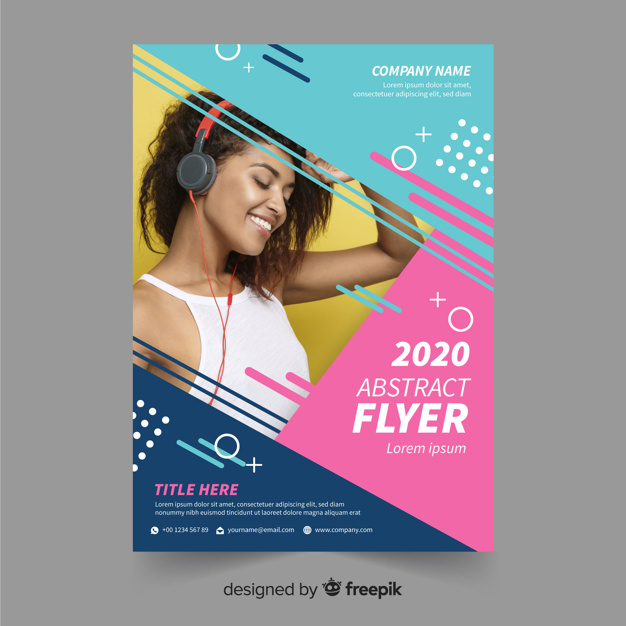 COMPANY NAME
Lorem ipsum dolor sit amet,
consectetuer adipiscing elit, sed diam
2020
ABSTRACT
FLYER
Lorem ipsum
TITLE HERE
Lorem ipsum dolor sit amet, consectetuer adipiscing
elit, sed diam nonummy nibh euismod tincidunt ut laoreet erat
+00 1234 567 89 yourname@email.com www.company.com
designed by freepik